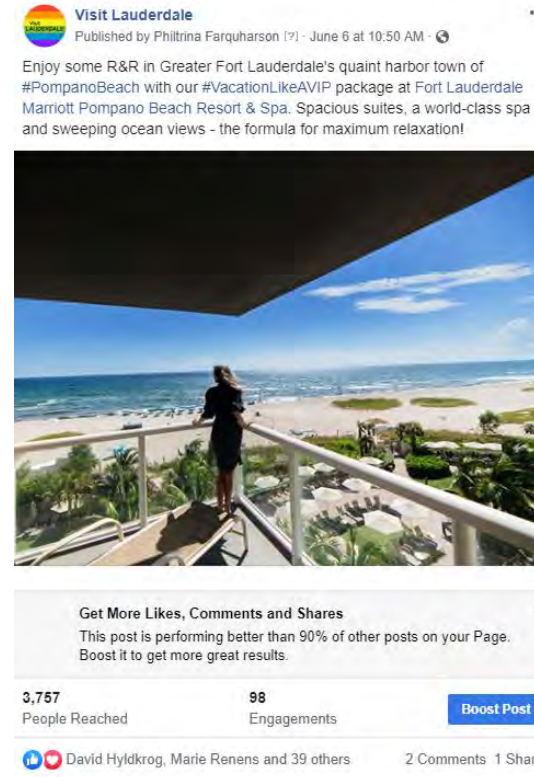 Visit
LAUDERDALE
Visit Lauderdale
Published by Philtrina Farquharson [?] · June 6 at 10:50 AM ·
Enjoy some R&R in Greater Fort Lauderdale's quaint harbor town of
#PompanoBeach with our #VacationLikeAVIP package at Fort Lauderdale
Marriott Pompano Beach Resort & Spa. Spacious suites, a world-class spa
and sweeping ocean views - the formula for maximum relaxation!
Get More Likes, Comments and Shares
This post is performing better than 90% of other posts on your Page.
Boost it to get more great results.
3,757
People Reached
98
Engagements
Boost Post
David Hyldkrog, Marie Renens and 39 others
2 Comments 1 Shar